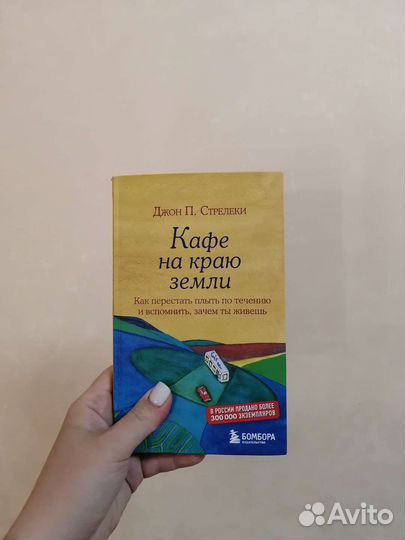 Джон П. Стрелеки
Кафе
на краю
земли
Как перестать плыть по течению
и вспомнить, зачем ты живешь
В РОССИИ ПРОДАНО БОЛЕЕ
300 000 ЭКЗЕМПЛЯРОВ
БОМБОРА
ИЗДАТЕЛЬСТВО
Avito